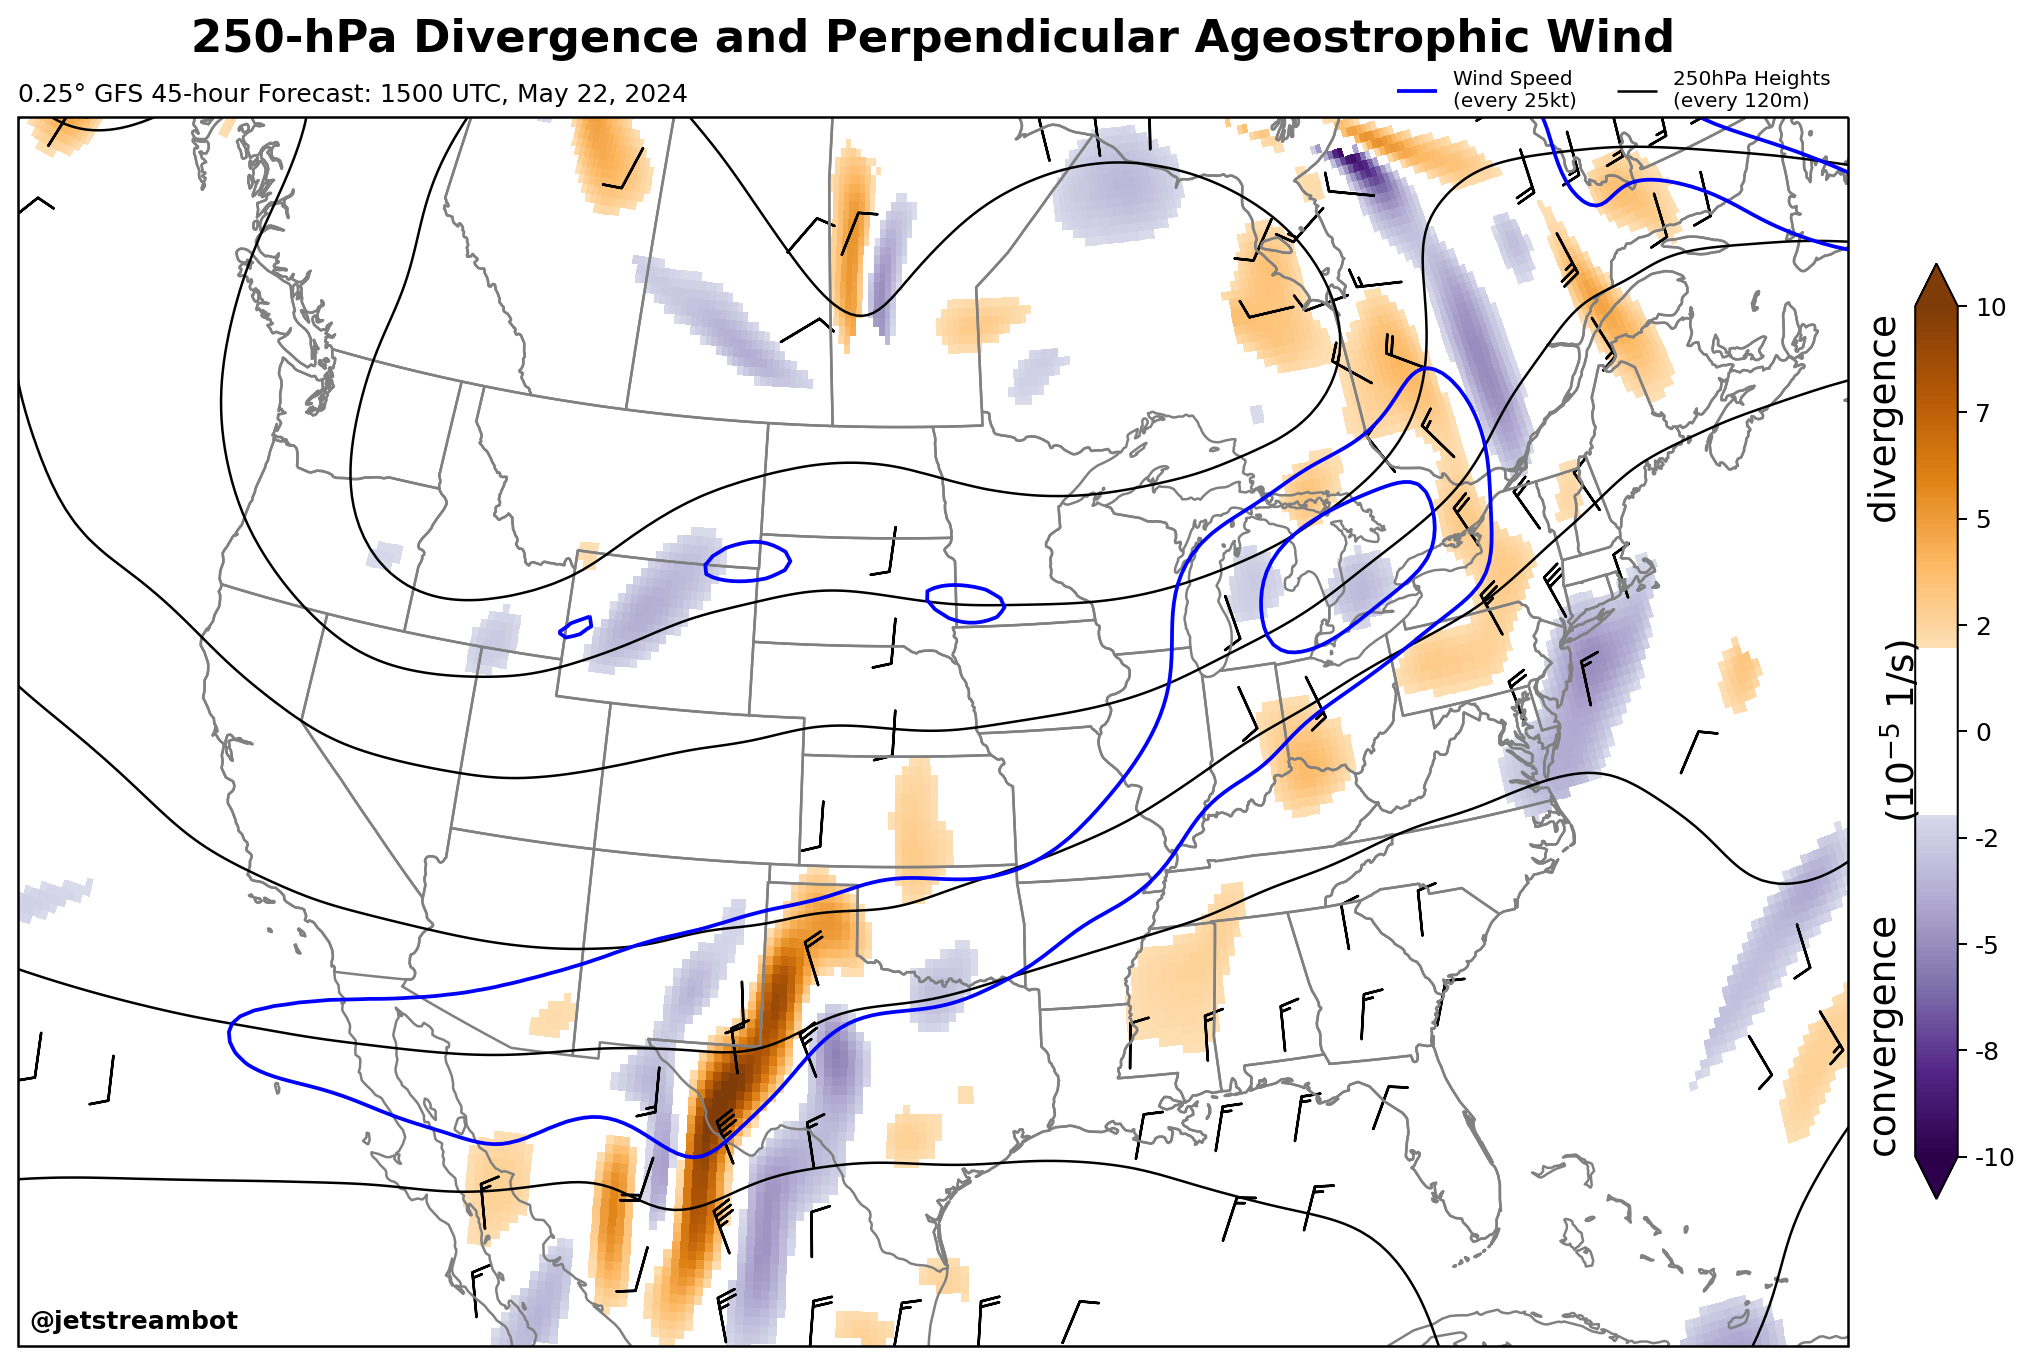 250-hPa Divergence and Perpendicular Ageostrophic Wind
0.25° GFS 45-hour Forecast: 1500 UTC, May 22, 2024
Wind Speed
(every 25kt)
250hPa Heights
(every 120m)
divergence
(10⁻⁵ 1/s)
convergence
10
7
5
2
0
-2
-5
-8
-10
@jetstreambot